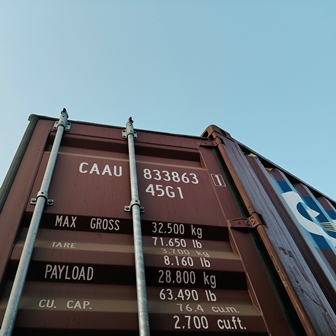 CAAU 833863 1
45G1
MAX GROSS 32.500 kg
71.650 lb
TARE 3.700 kg
8.160 lb
PAYLOAD 28.800 kg
63.490 lb
CU. CAP. 76.4 cu.m.
2.700 cu.ft.